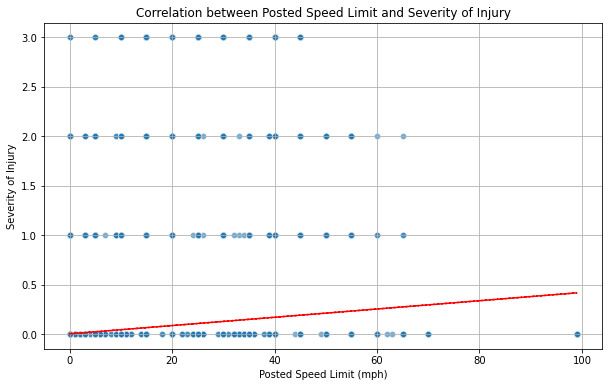 Correlation between Posted Speed Limit and Severity of Injury
3.0
2.5
2.0
1.5
1.0
0.5
0.0
Severity of Injury
0 20 40 60 80 100
Posted Speed Limit (mph)